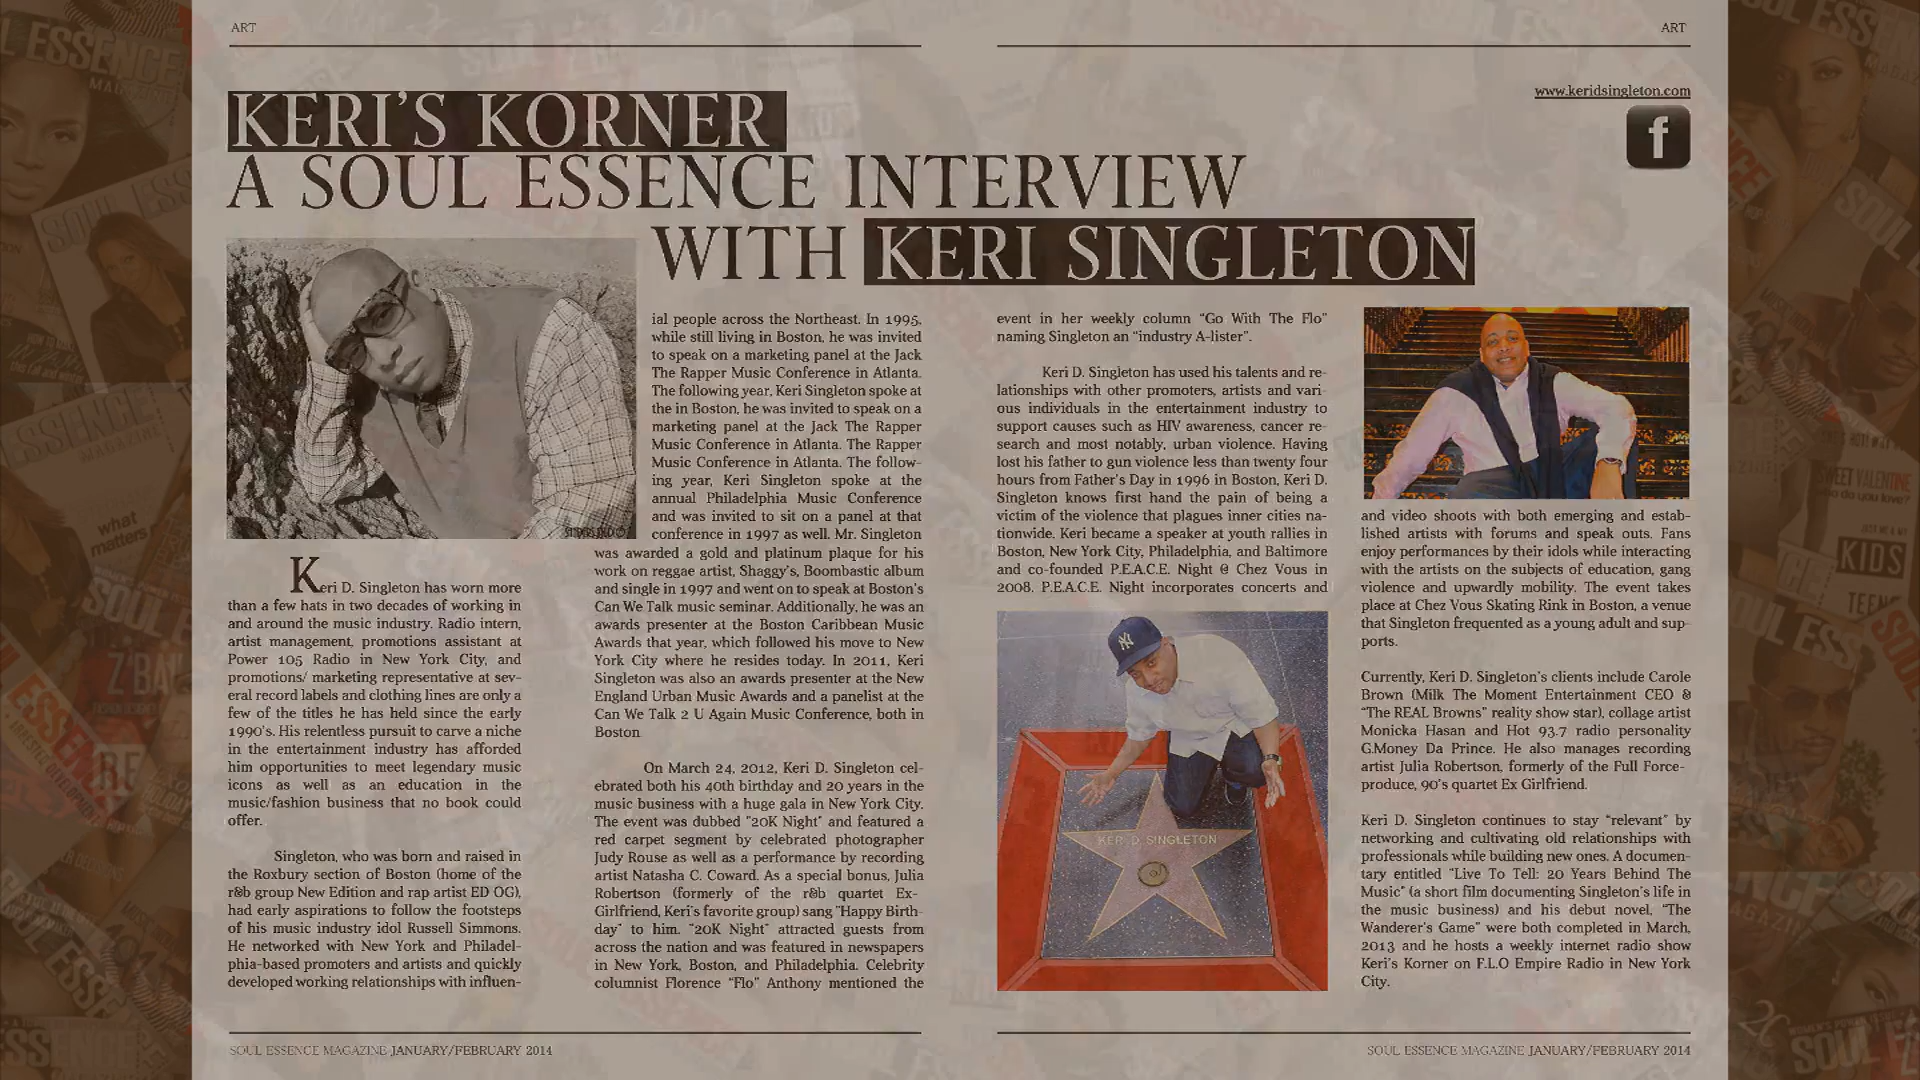 ART
ART
www.keridsingleton.com
f
KERI'S KORNER
A SOUL ESSENCE INTERVIEW
WITH KERI SINGLETON
Keri D. Singleton has worn more
than a few hats in two decades of working in
and around the music industry. Radio intern,
artist management, promotions assistant at
Power 105 Radio in New York City, and
promotions/ marketing representative at sev-
eral record labels and clothing lines are only a
few of the titles he has held since the early
1990's. His relentless pursuit to carve a niche
in the entertainment industry has afforded
him opportunities to meet legendary music
icons as well as an education in the
music/fashion business that no book could
offer.
Singleton, who was born and raised in
the Roxbury section of Boston (home of the
r&b group New Edition and rap artist ED OG),
had early aspirations to follow the footsteps
of his music industry idol Russell Simmons.
He networked with New York and Philadel-
phia-based promoters and artists and quickly
developed working relationships with influen-
ial people across the Northeast. In 1995,
while still living in Boston, he was invited
to speak on a marketing panel at the Jack
The Rapper Music Conference in Atlanta.
The following year, Keri Singleton spoke at
the in Boston, he was invited to speak on a
marketing panel at the Jack The Rapper
Music Conference in Atlanta. The Rapper
Music Conference in Atlanta. The follow-
ing year, Keri Singleton spoke at the
annual Philadelphia Music Conference
and was invited to sit on a panel at that
conference in 1997 as well. Mr. Singleton
was awarded a gold and platinum plaque for his
work on reggae artist, Shaggy's, Boombastic album
and single in 1997 and went on to speak at Boston's
Can We Talk music seminar. Additionally, he was an
awards presenter at the Boston Caribbean Music
Awards that year, which followed his move to New
York City where he resides today. In 2011, Keri
Singleton was also an awards presenter at the New
England Urban Music Awards and a panelist at the
Can We Talk 2 U Again Music Conference, both in
Boston
On March 24, 2012, Keri D. Singleton cel-
ebrated both his 40th birthday and 20 years in the
music business with a huge gala in New York City.
The event was dubbed "20K Night" and featured a
red carpet segment by celebrated photographer
Judy Rouse as well as a performance by recording
artist Natasha C. Coward. As a special bonus, Julia
Robertson (formerly of the r&b quartet Ex-
Girlfriend, Keri's favorite group) sang "Happy Birth-
day" to him. "20K Night" attracted guests from
across the nation and was featured in newspapers
in New York, Boston, and Philadelphia. Celebrity
columnist Florence "Flo" Anthony mentioned the
event in her weekly column "Go With The Flo"
naming Singleton an "industry A-lister".
Keri D. Singleton has used his talents and re-
lationships with other promoters, artists and vari-
ous individuals in the entertainment industry to
support causes such as HIV awareness, cancer re-
search and most notably, urban violence. Having
lost his father to gun violence less than twenty four
hours from Father's Day in 1996 in Boston, Keri D.
Singleton knows first hand the pain of being a
victim of the violence that plagues inner cities na-
tionwide. Keri became a speaker at youth rallies in
Boston, New York City, Philadelphia, and Baltimore
and co-founded P.E.A.C.E. Night @ Chez Vous in
2008. P.E.A.C.E. Night incorporates concerts and
KERI D. SINGLETON
and video shoots with both emerging and estab-
lished artists with forums and speak outs. Fans
enjoy performances by their idols while interacting
with the artists on the subjects of education, gang
violence and upwardly mobility. The event takes
place at Chez Vous Skating Rink in Boston, a venue
that Singleton frequented as a young adult and sup-
ports.
Currently, Keri D. Singleton's clients include Carole
Brown (Milk The Moment Entertainment CEO &
"The REAL Browns" reality show star), collage artist
Monicka Hasan and Hot 93.7 radio personality
G.Money Da Prince. He also manages recording
artist Julia Robertson, formerly of the Full Force-
produce, 90's quartet Ex Girlfriend.
Keri D. Singleton continues to stay "relevant" by
networking and cultivating old relationships with
professionals while building new ones. A documen-
tary entitled "Live To Tell: 20 Years Behind The
Music" (a short film documenting Singleton's life in
the music business) and his debut novel, "The
Wanderer's Game" were both completed in March,
2013 and he hosts a weekly internet radio show
Keri's Korner on F.L.O Empire Radio in New York
City.
SOUL ESSENCE MAGAZINE JANUARY/FEBRUARY 2014
SOUL ESSENCE MAGAZINE JANUARY/FEBRUARY 2014